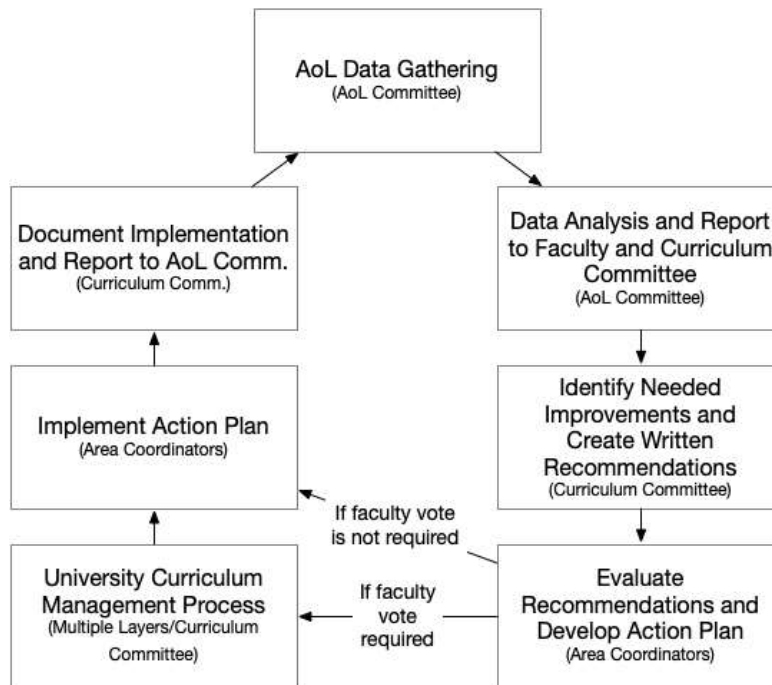 AoL Data Gathering
(AoL Committee)
Document Implementation
and Report to AoL Comm.
(Curriculum Comm.)
Data Analysis and Report
to Faculty and Curriculum
Committee
(AoL Committee)
Implement Action Plan
(Area Coordinators)
Identify Needed
Improvements and
Create Written
Recommendations
(Curriculum Committee)
If faculty vote
is not required
University Curriculum
Management Process
(Multiple Layers/Curriculum
Committee)
If faculty
vote
required
Evaluate
Recommendations and
Develop Action Plan
(Area Coordinators)